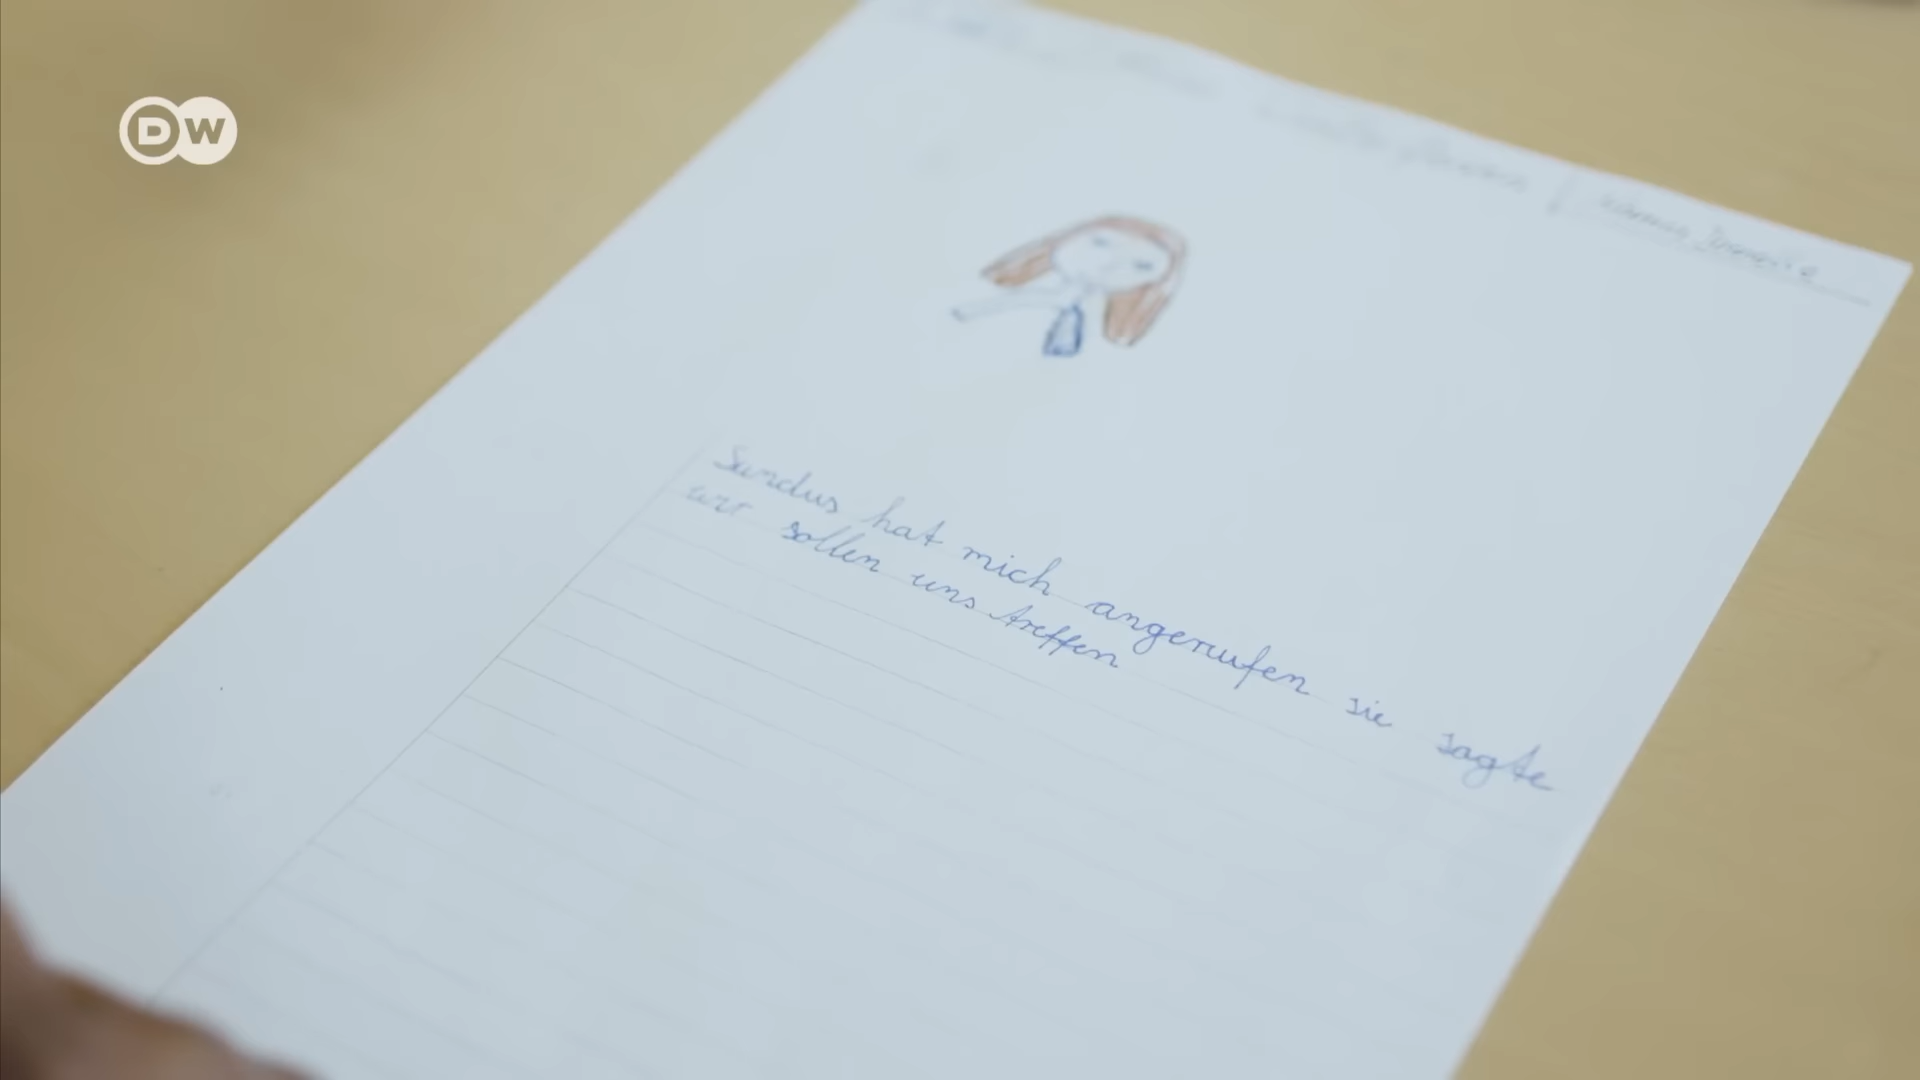 DW
Sundus hat mich angerufen sie sagte
wir sollen uns treffen